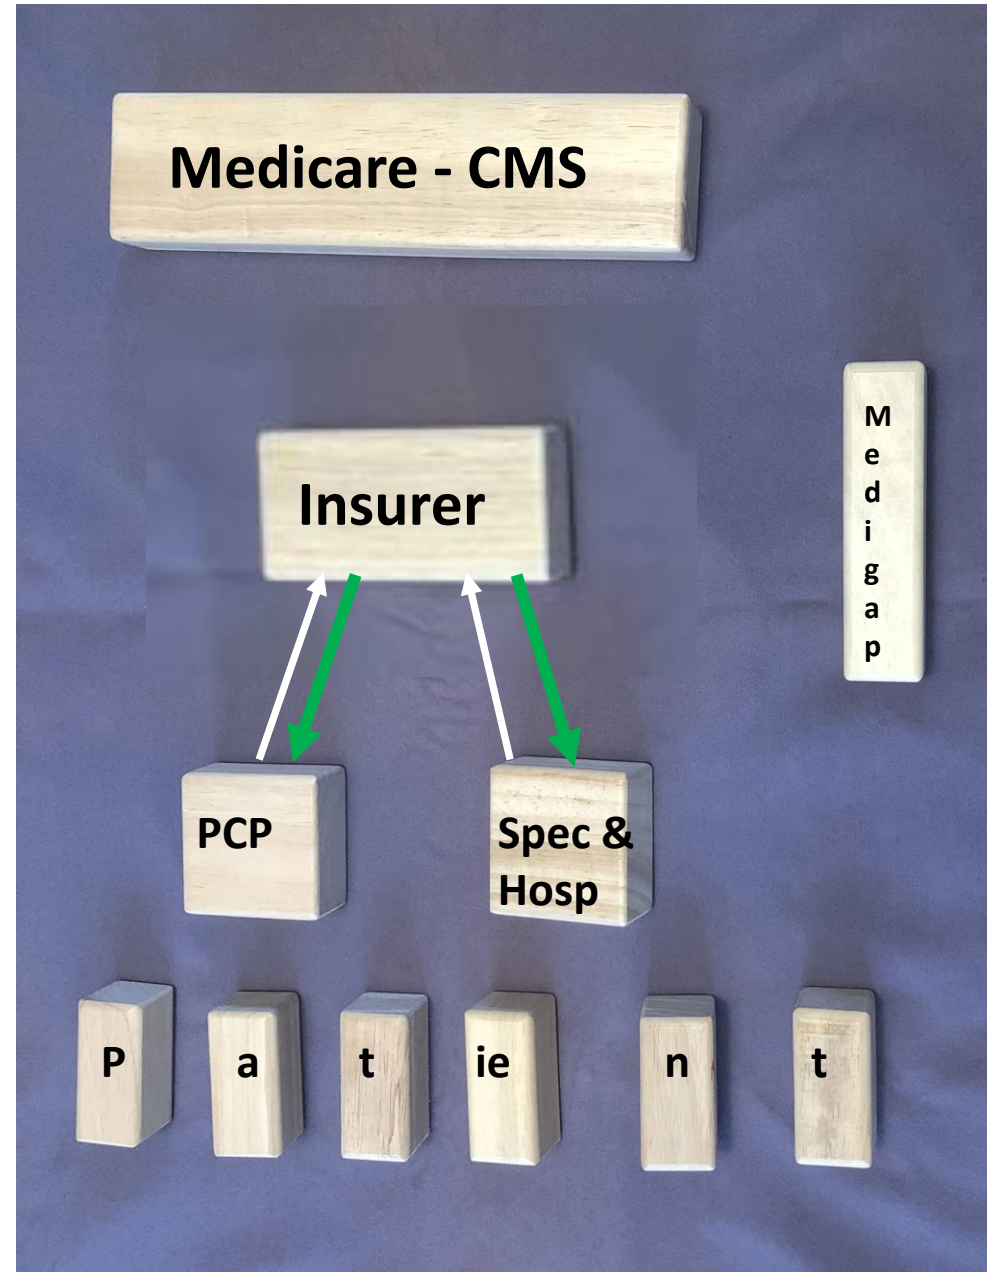 Medicare - CMS
Insurer
M
e
d
i
g
a
p
PCP
Spec &
Hosp
P a t ie n t